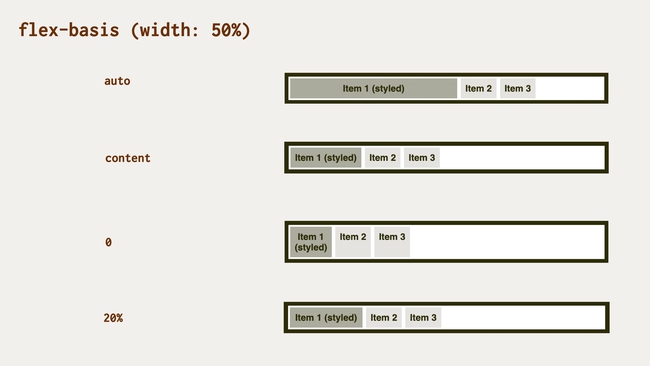 flex-basis (width: 50%)
auto
Item 1 (styled) Item 2 Item 3
content
Item 1 (styled) Item 2 Item 3
0
Item 1 Item 2 Item 3
(styled)
20%
Item 1 (styled) Item 2 Item 3